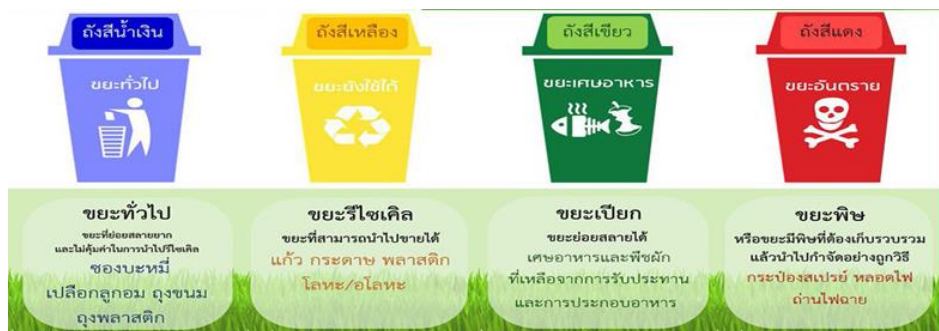 ถังสีน้ำเงิน
ขยะทั่วไป
ถังสีเหลือง
ขยะยังใช้ได้
ถังสีเขียว
ขยะเศษอาหาร
ถังสีแดง
ขยะอันตราย
ขยะทั่วไป
ขยะที่ย่อยสลายยาก
และไม่คุ้มค่าในการนำไปรีไซเคิล
ซองบะหมี่
เปลือกลูกอม ถุงขนม
ถุงพลาสติก
ขยะรีไซเคิล
ขยะที่สามารถนำไปขายได้
แก้ว กระดาษ พลาสติก
โลหะ/อโลหะ
ขยะเปียก
ขยะย่อยสลายได้
เศษอาหารและพืชผัก
ที่เหลือจากการรับประทาน
และการประกอบอาหาร
ขยะพิษ
หรือขยะมีพิษที่ต้องเก็บรวบรวม
แล้วนำไปกำจัดอย่างถูกวิธี
กระป๋องสเปรย์ หลอดไฟ
ถ่านไฟฉาย